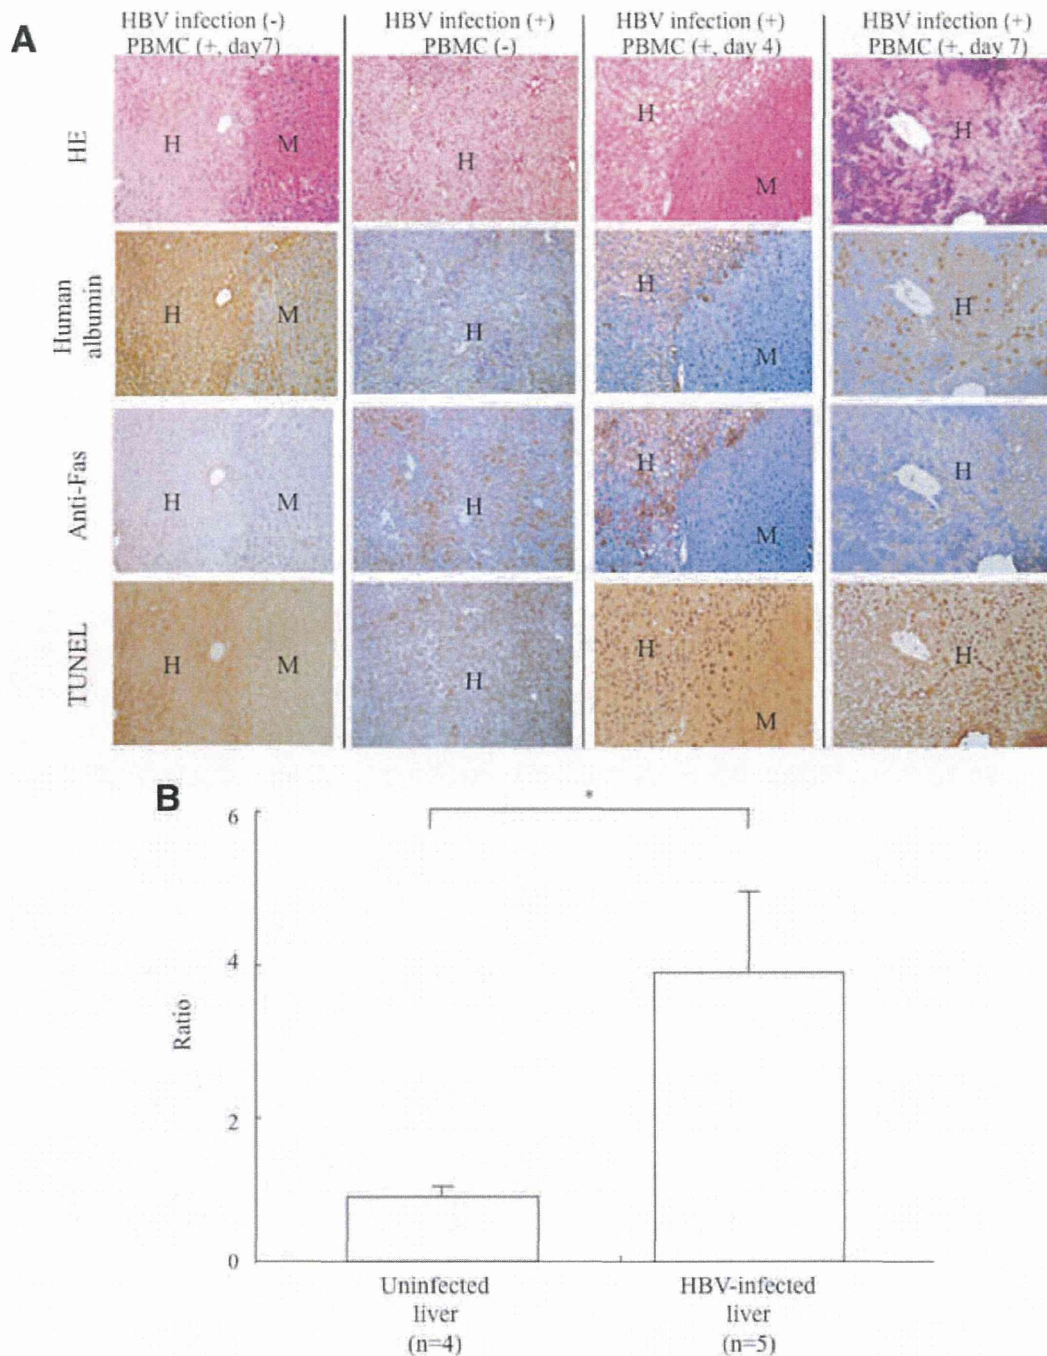 A
HBV infection (-)
PBMC (+, day7)
HBV infection (+)
PBMC (-)
HBV infection (+)
PBMC (+, day 4)
HBV infection (+)
PBMC (+, day 7)
HE
H
M
H
H
M
H
Human
albumin
H
M
H
H
M
H
Anti-Fas
H
M
H
H
M
H
TUNEL
H
M
H
H
M
H
B
*
6
4
2
0
Ratio
Uninfected
liver
(n=4)
HBV-infected
liver
(n=5)